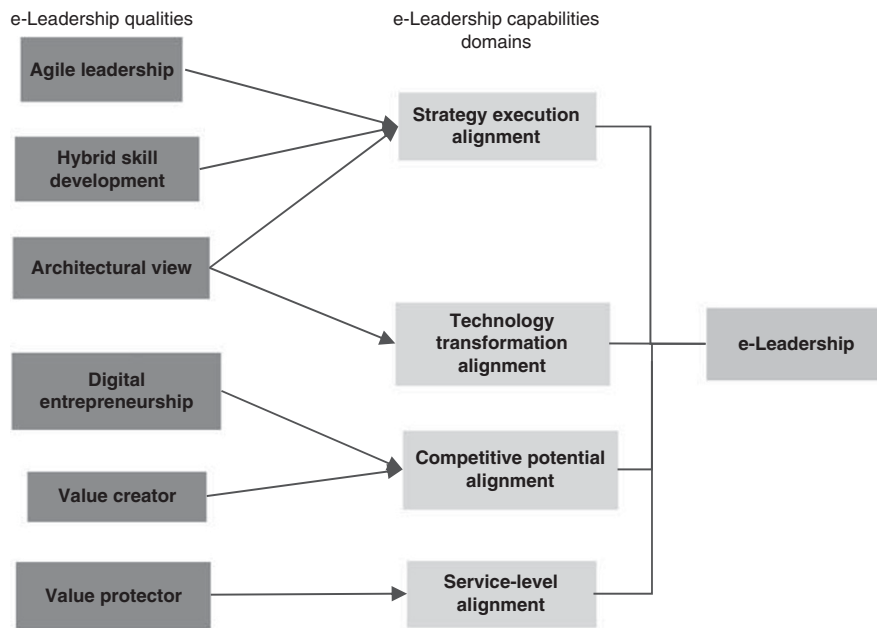 e-Leadership qualities
e-Leadership capabilities
domains
Agile leadership
Hybrid skill
development
Architectural view
Digital
entrepreneurship
Value creator
Value protector
Strategy execution
alignment
Technology
transformation
alignment
Competitive potential
alignment
Service-level
alignment
e-Leadership